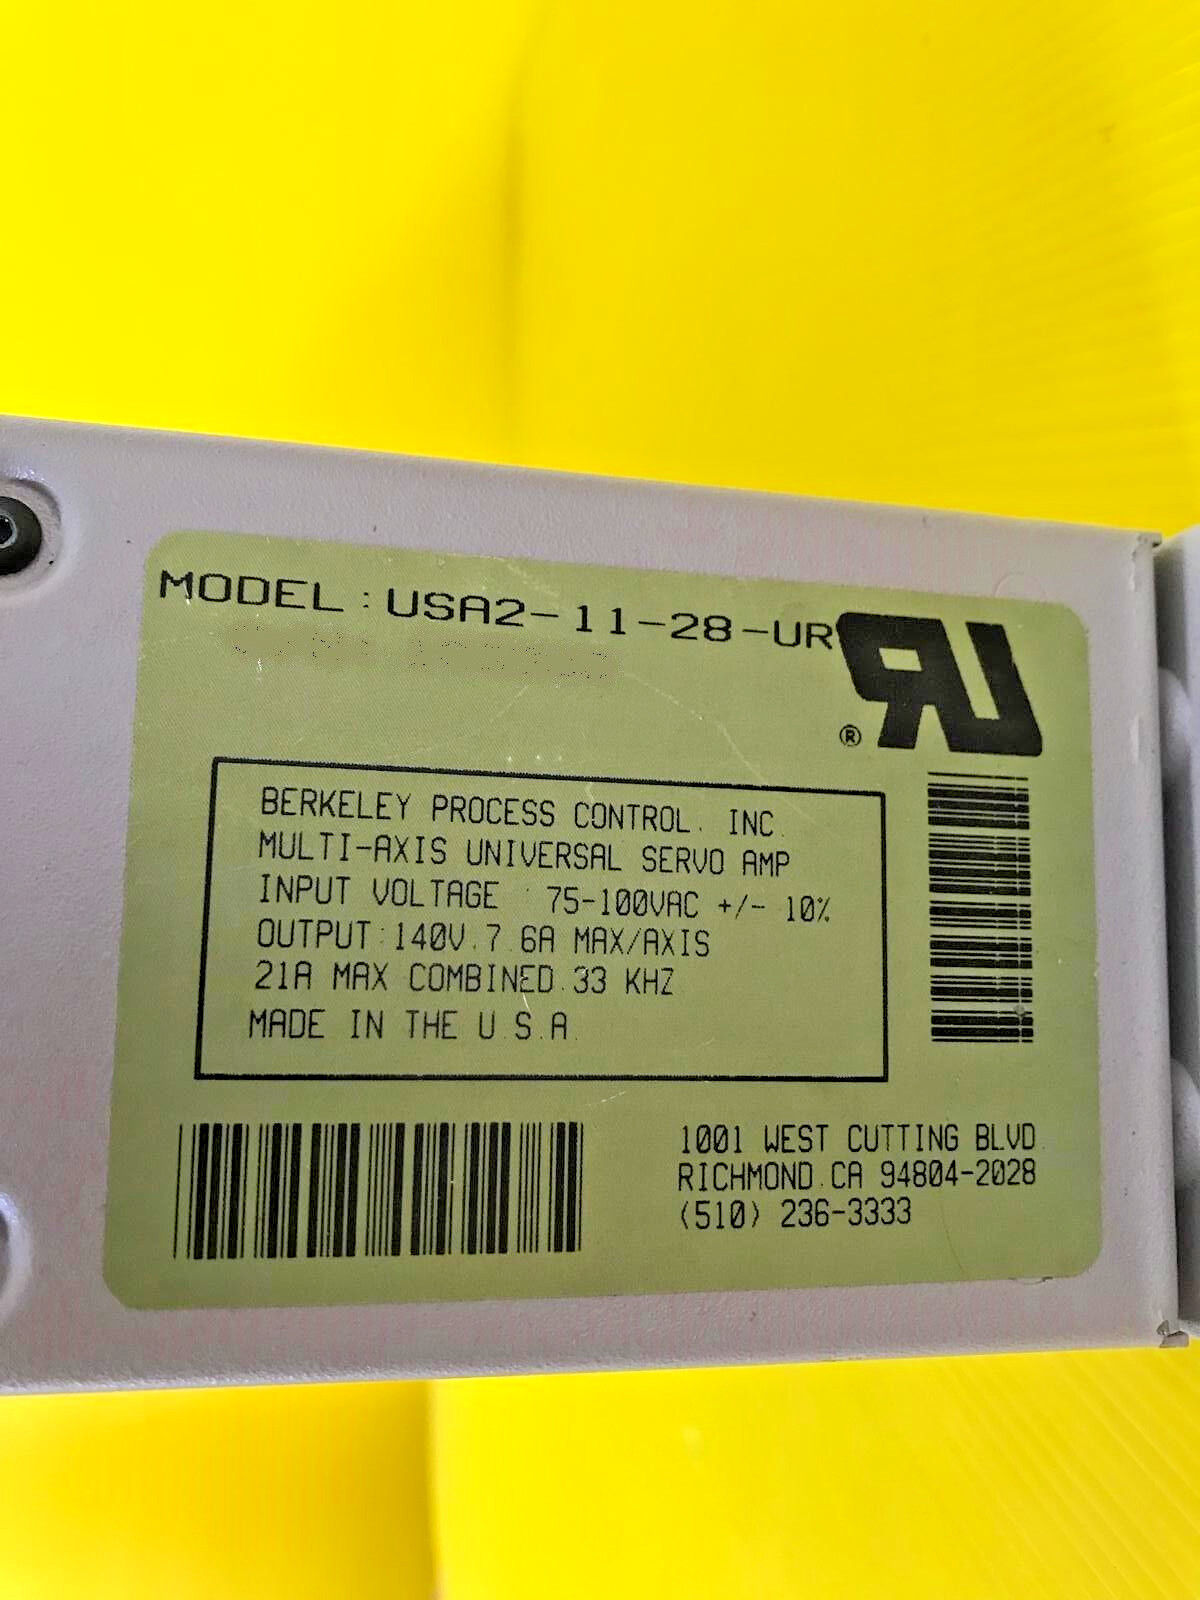 MODEL : USA2-11-28-UR
UR
®
BERKELEY PROCESS CONTROL, INC.
MULTI-AXIS UNIVERSAL SERVO AMP
INPUT VOLTAGE : 75-100VAC +/- 10%
OUTPUT:140V,7.6A MAX/AXIS
21A MAX COMBINED,33 KHZ
MADE IN THE U.S.A.
1001 WEST CUTTING BLVD.
RICHMOND,CA 94804-2028
(510) 236-3333